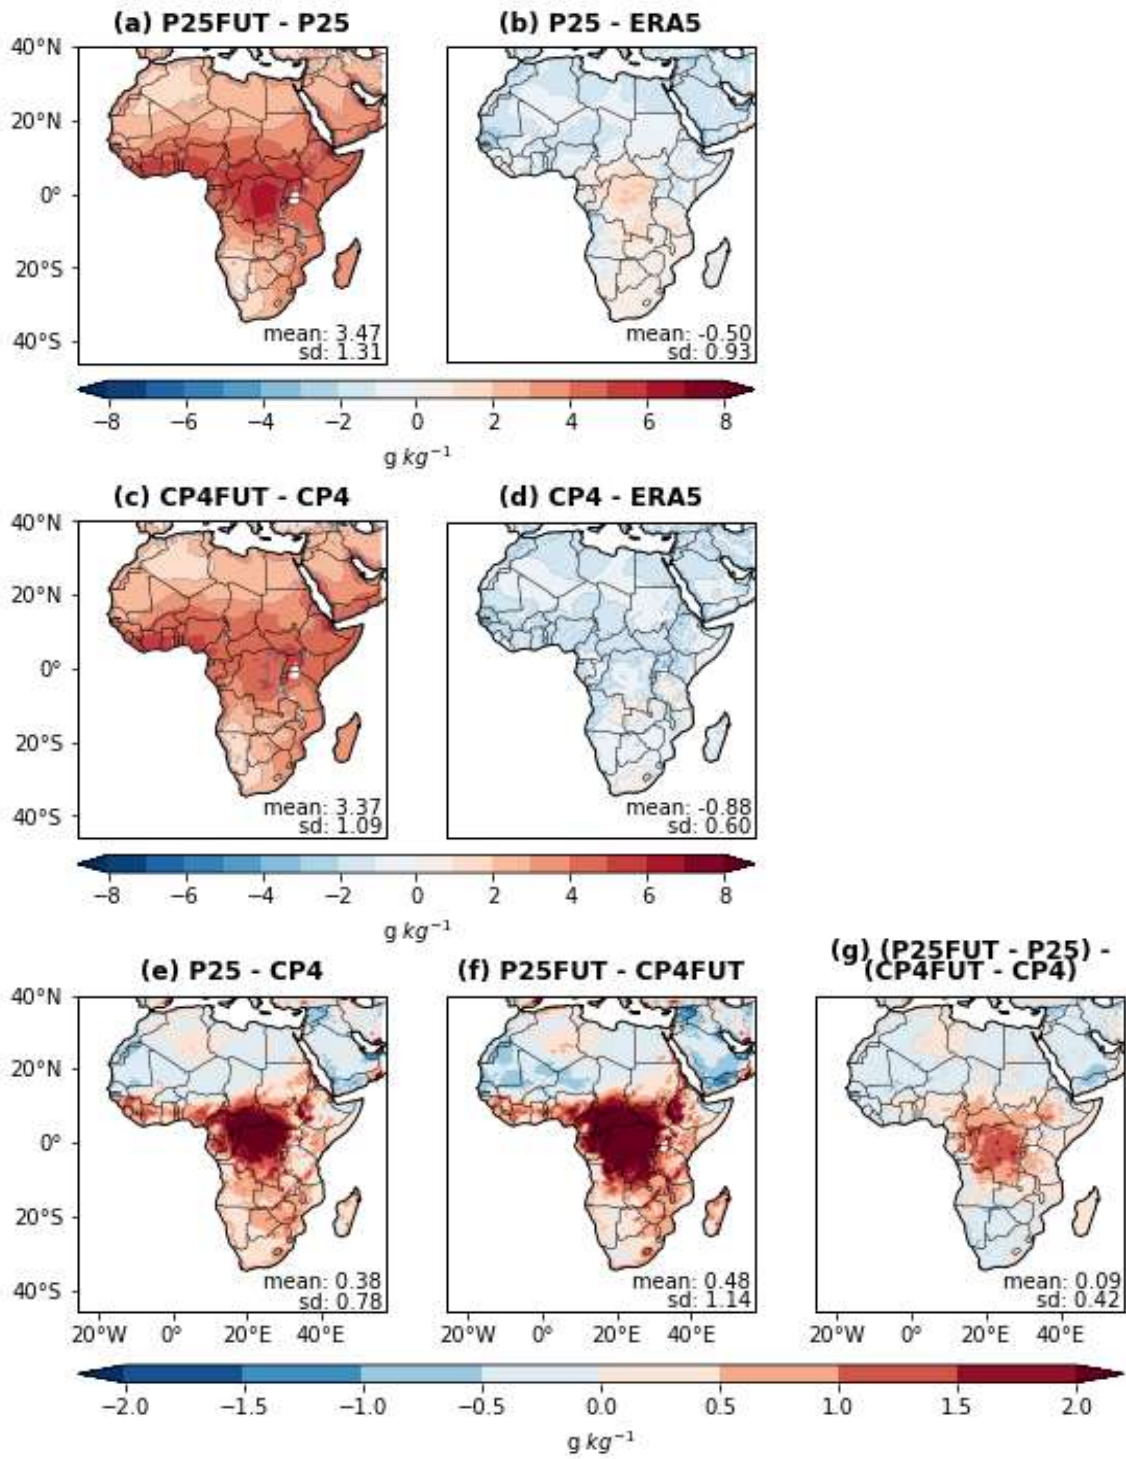 (a) P25FUT - P25
(b) P25 - ERA5
40°N
20°N
0°
20°S
40°S
mean: 3.47
sd: 1.31
mean: -0.50
sd: 0.93
−8 −6 −4 −2 0 2 4 6 8
g kg⁻¹
(c) CP4FUT - CP4
(d) CP4 - ERA5
40°N
20°N
0°
20°S
40°S
mean: 3.37
sd: 1.09
mean: -0.88
sd: 0.60
−8 −6 −4 −2 0 2 4 6 8
g kg⁻¹
(e) P25 - CP4
(f) P25FUT - CP4FUT
(g) (P25FUT - P25) -
(CP4FUT - CP4)
40°N
20°N
0°
20°S
40°S
mean: 0.38
sd: 0.78
mean: 0.48
sd: 1.14
mean: 0.09
sd: 0.42
20°W 0° 20°E 40°E
20°W 0° 20°E 40°E
20°W 0° 20°E 40°E
−2.0 −1.5 −1.0 −0.5 0.0 0.5 1.0 1.5 2.0
g kg⁻¹